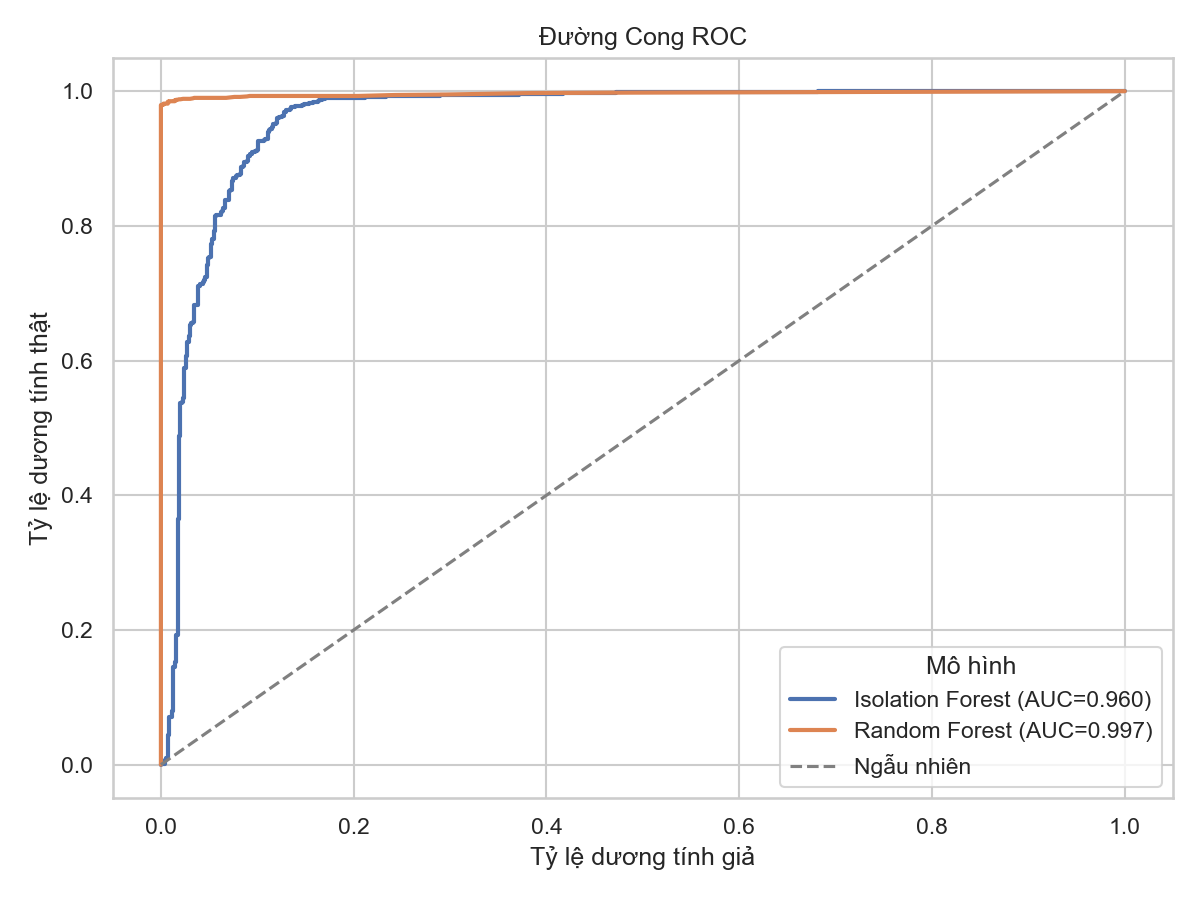 Đường Cong ROC
Tỷ lệ dương tính thật
1.0
0.8
0.6
0.4
0.2
0.0
0.0 0.2 0.4 0.6 0.8 1.0
Tỷ lệ dương tính giả
Mô hình
Isolation Forest (AUC=0.960)
Random Forest (AUC=0.997)
Ngẫu nhiên